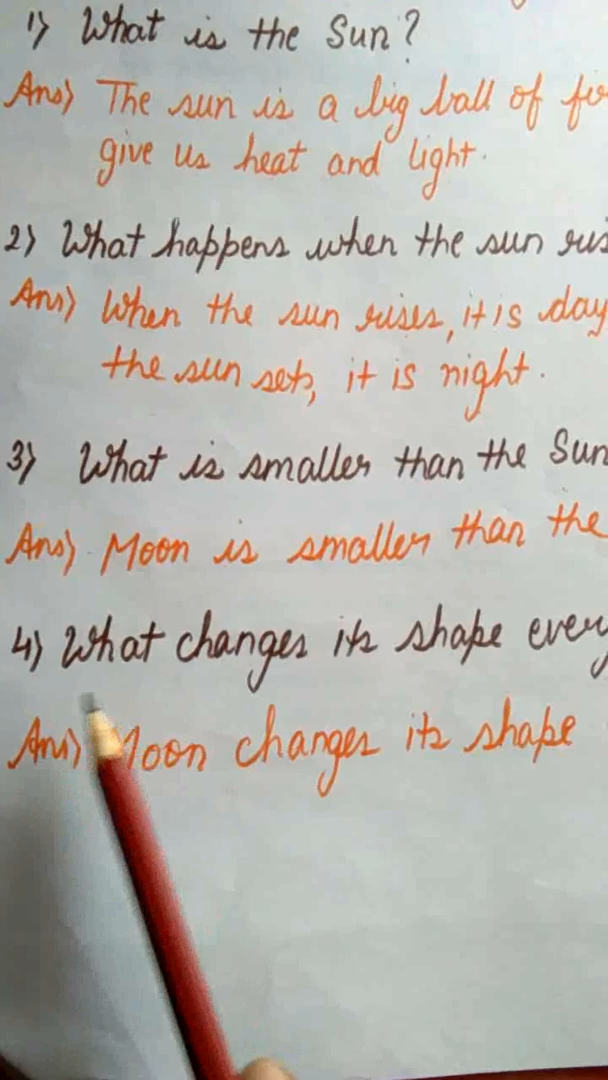 1) What is the Sun?
Ans) The sun is a big ball of
give us heat and light.
2) What happens when the sun
Ans) When the sun rises, it is day
the sun sets, it is night.
3) What is smaller than the Sun
Ans) Moon is smaller than the
4) What changes its shape every
Ans) Moon changes its shape